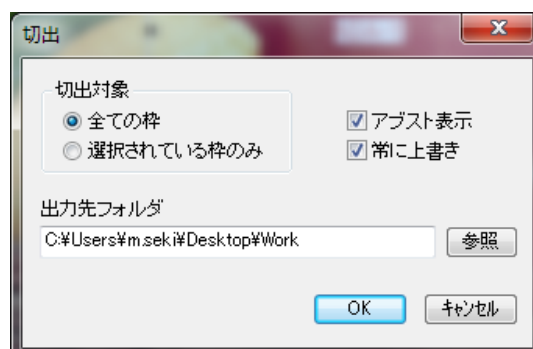 切出
切出対象
全ての枠
選択されている枠のみ
アブスト表示
常に上書き
出力先フォルダ
C:¥Users¥m.seki¥Desktop¥Work
参照
OK
キャンセル